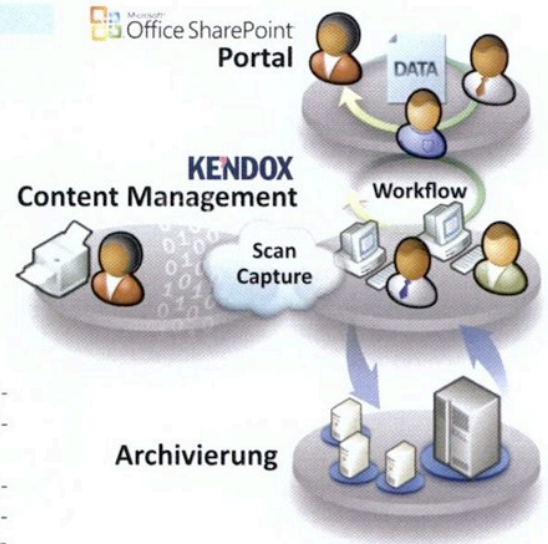 Microsoft
Office SharePoint
Portal
DATA
KENDOX
Content Management
Workflow
Scan
Capture
Archivierung